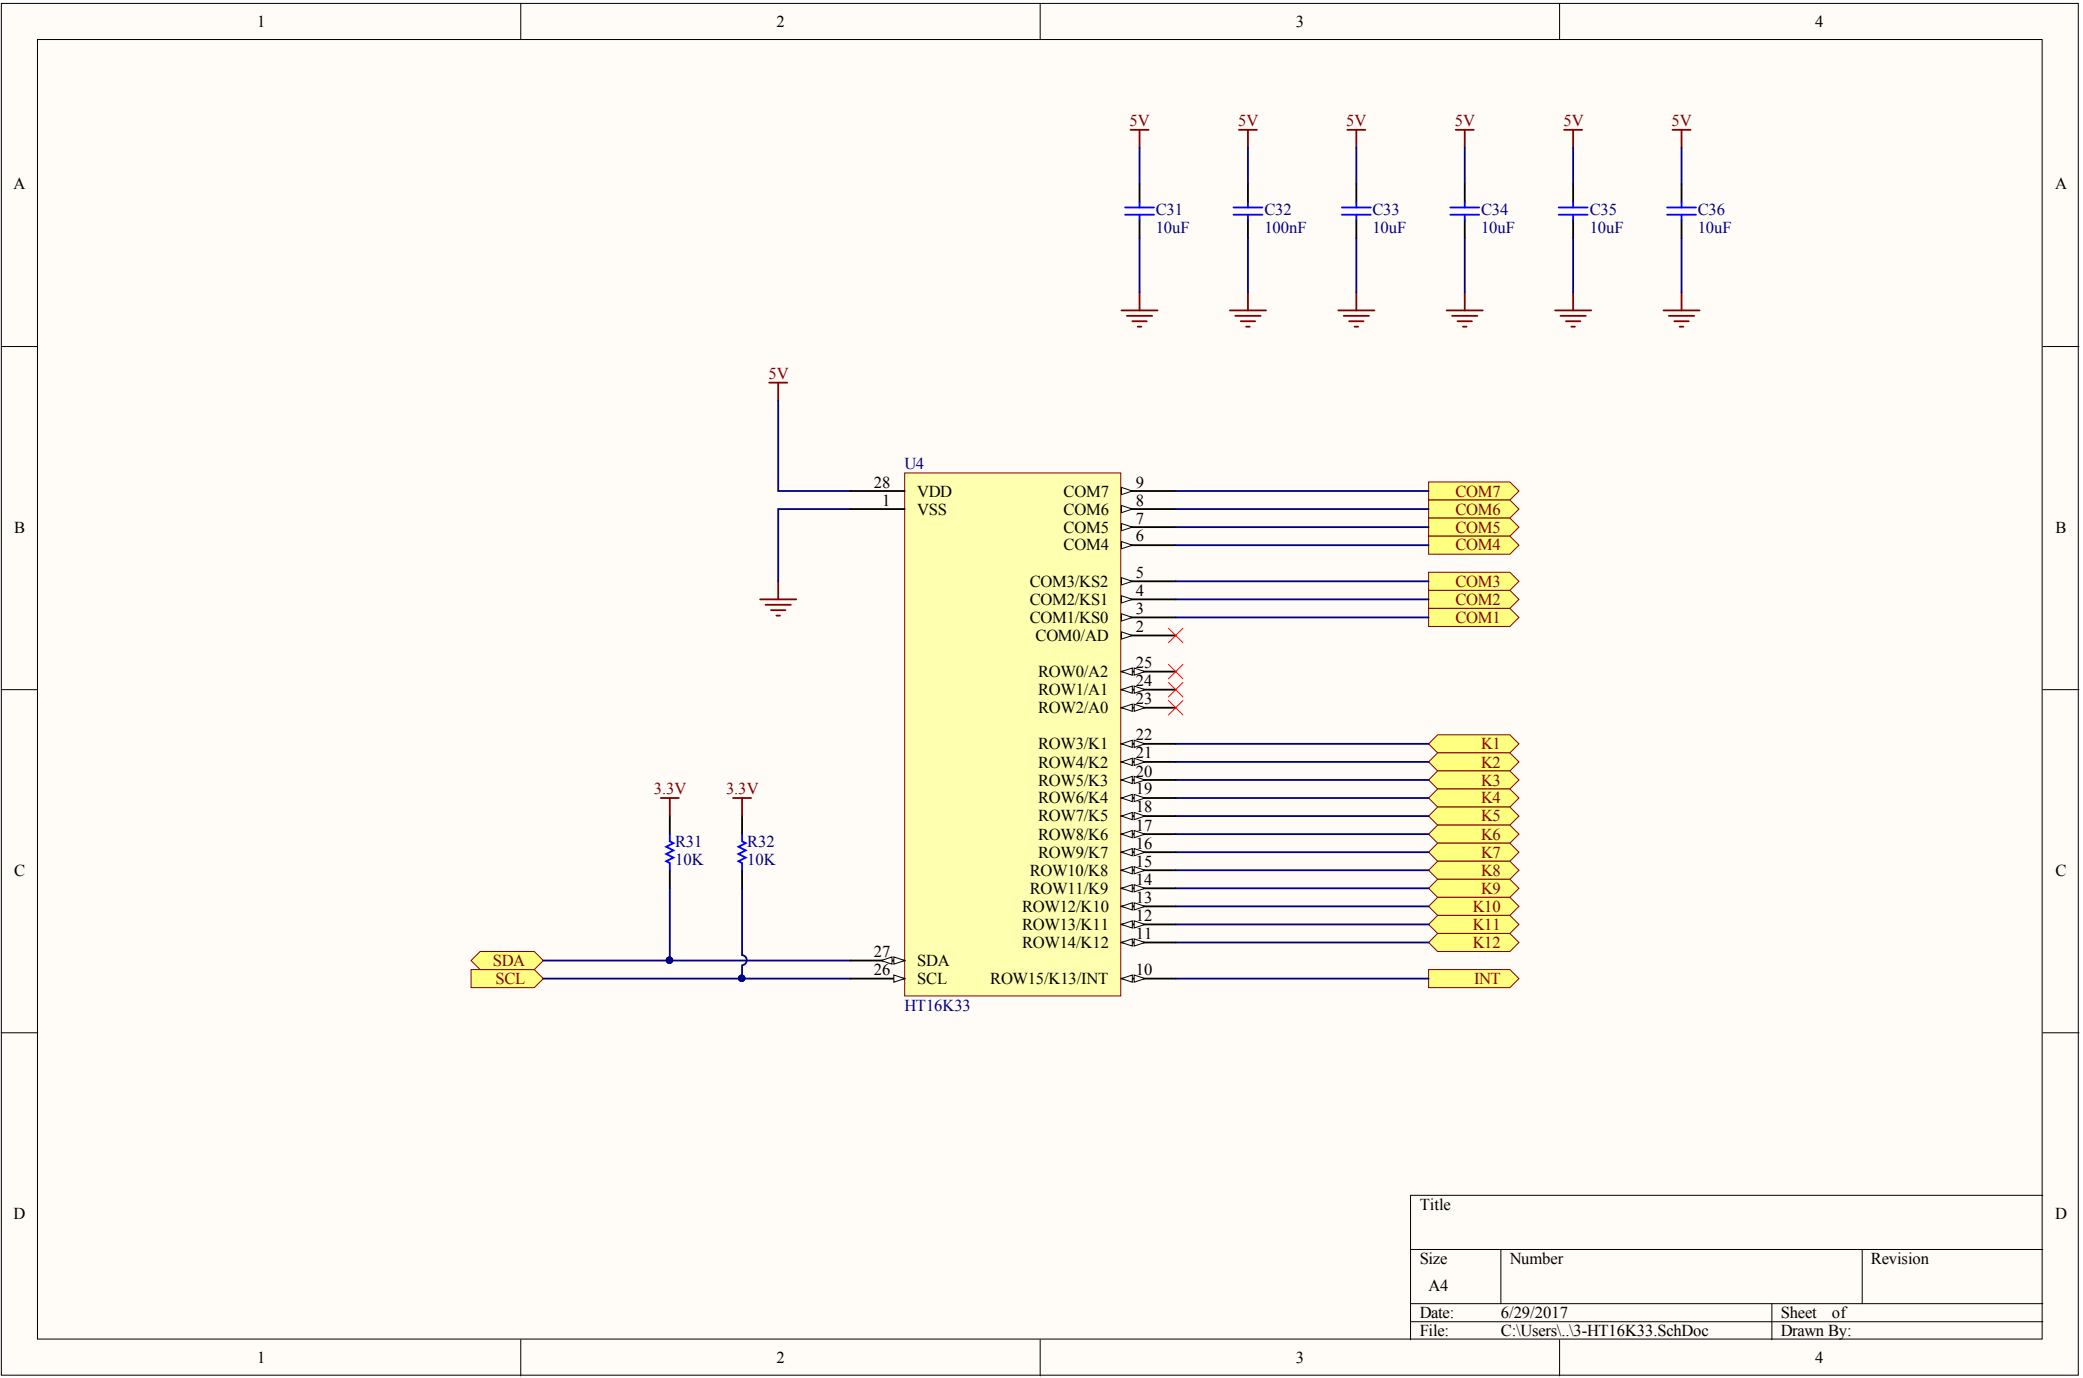 1 2 3 4
A A
5V 5V 5V 5V 5V 5V
C31 C32 C33 C34 C35 C36
10uF 100nF 10uF 10uF 10uF 10uF
5V
U4
28 VDD COM7 9 COM7
1 VSS COM6 8 COM6
B COM5 7 COM5 B
COM4 6 COM4
COM3/KS2 5 COM3
COM2/KS1 4 COM2
COM1/KS0 3 COM1
COM0/AD 2
ROW0/A2 25
ROW1/A1 24
ROW2/A0 23
ROW3/K1 22 K1
ROW4/K2 21 K2
ROW5/K3 20 K3
3.3V 3.3V
ROW6/K4 19 K4
ROW7/K5 18 K5
R31 R32 ROW8/K6 17 K6
10K 10K ROW9/K7 16 K7
C ROW10/K8 15 K8 C
ROW11/K9 14 K9
ROW12/K10 13 K10
ROW13/K11 12 K11
ROW14/K12 11 K12
SDA 27 SDA
SCL 26 SCL ROW15/K13/INT 10 INT
HT16K33
D D
Title
Size Number Revision
A4
Date: 6/29/2017 Sheet of
File: C:\Users\..\3-HT16K33.SchDoc Drawn By:
1 2 3 4